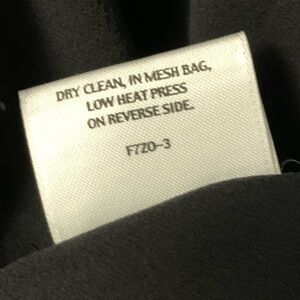 DRY CLEAN, IN MESH BAG,
LOW HEAT PRESS
ON REVERSE SIDE.
F7Z0-3